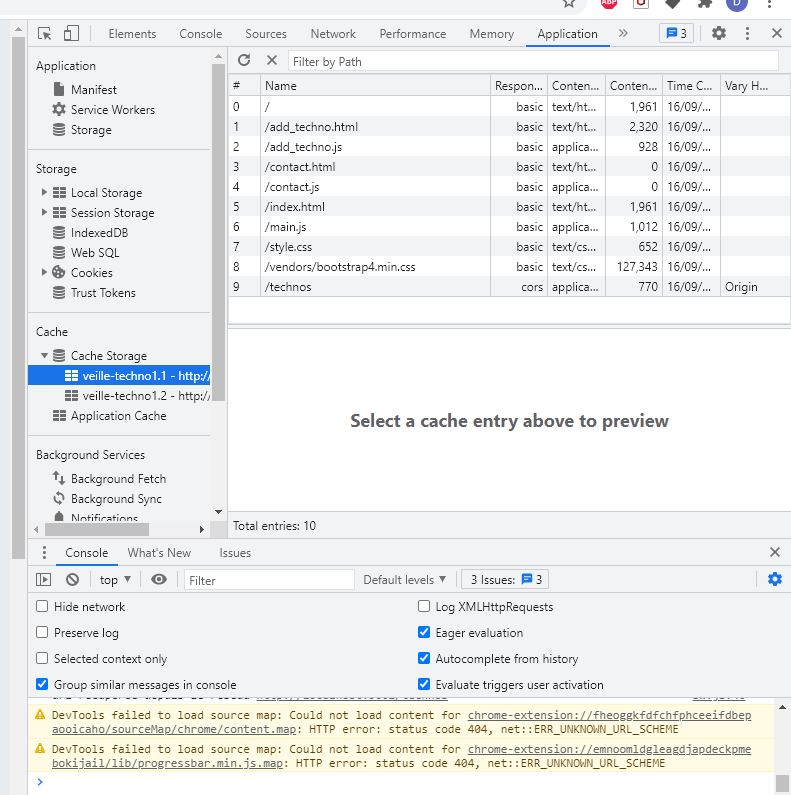 ABP
D
Elements Console Sources Network Performance Memory Application » 3
Application
Manifest
Service Workers
Storage
Storage
Local Storage
Session Storage
IndexedDB
Web SQL
Cookies
Trust Tokens
Cache
Cache Storage
veille-techno1.1 - http:/
veille-techno1.2 - http:/
Application Cache
Background Services
Background Fetch
Background Sync
Notifications
Filter by Path
# Name Respon... Conten... Conten... Time C... Vary H...
0 / basic text/ht... 1,961 16/09/...
1 /add_techno.html basic text/ht... 2,320 16/09/...
2 /add_techno.js basic applica... 928 16/09/...
3 /contact.html basic text/ht... 0 16/09/...
4 /contact.js basic applica... 0 16/09/...
5 /index.html basic text/ht... 1,961 16/09/...
6 /main.js basic applica... 1,012 16/09/...
7 /style.css basic text/cs... 652 16/09/...
8 /vendors/bootstrap4.min.css basic text/cs... 127,343 16/09/...
9 /technos cors applica... 770 16/09/... Origin
Select a cache entry above to preview
Total entries: 10
Console What's New Issues
top Filter Default levels 3 Issues: 3
Hide network Log XMLHttpRequests
Preserve log Eager evaluation
Selected context only Autocomplete from history
Group similar messages in console Evaluate triggers user activation
DevTools failed to load source map: Could not load content for chrome-extension://fheoggkfdfchfphceeifdbep
aooicaho/sourceMap/chrome/content.map: HTTP error: status code 404, net::ERR_UNKNOWN_URL_SCHEME
DevTools failed to load source map: Could not load content for chrome-extension://emnoomldgleagdjapdeckpme
bokijail/lib/progressbar.min.js.map: HTTP error: status code 404, net::ERR_UNKNOWN_URL_SCHEME
>